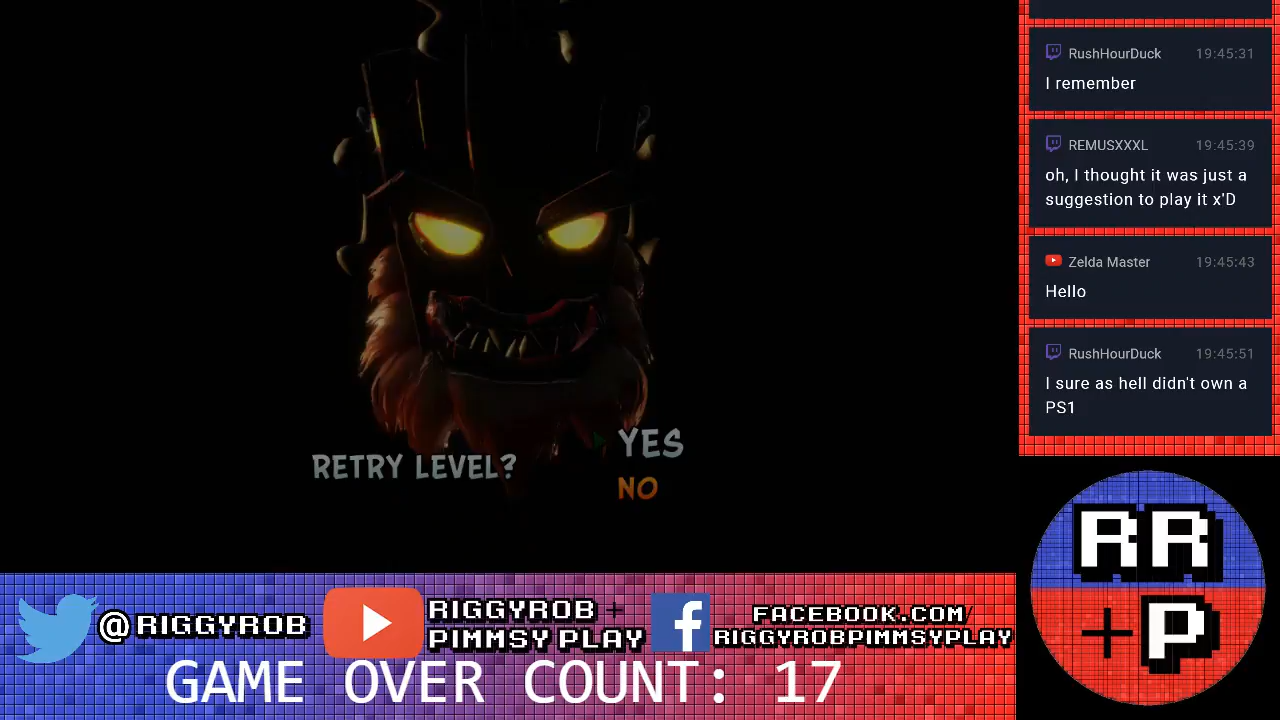 RushHourDuck 19:45:31
I remember
REMUSXXXL 19:45:39
oh, I thought it was just a
suggestion to play it x'D
Zelda Master 19:45:43
Hello
RushHourDuck 19:45:51
I sure as hell didn't own a
PS1
RETRY LEVEL?
YES
NO
RR
+P
@RIGGYROB
RIGGYROB +
PIMMSY PLAY
FACEBOOK.COM/
RIGGYROBPIMMSYPLAY
GAME OVER COUNT: 17